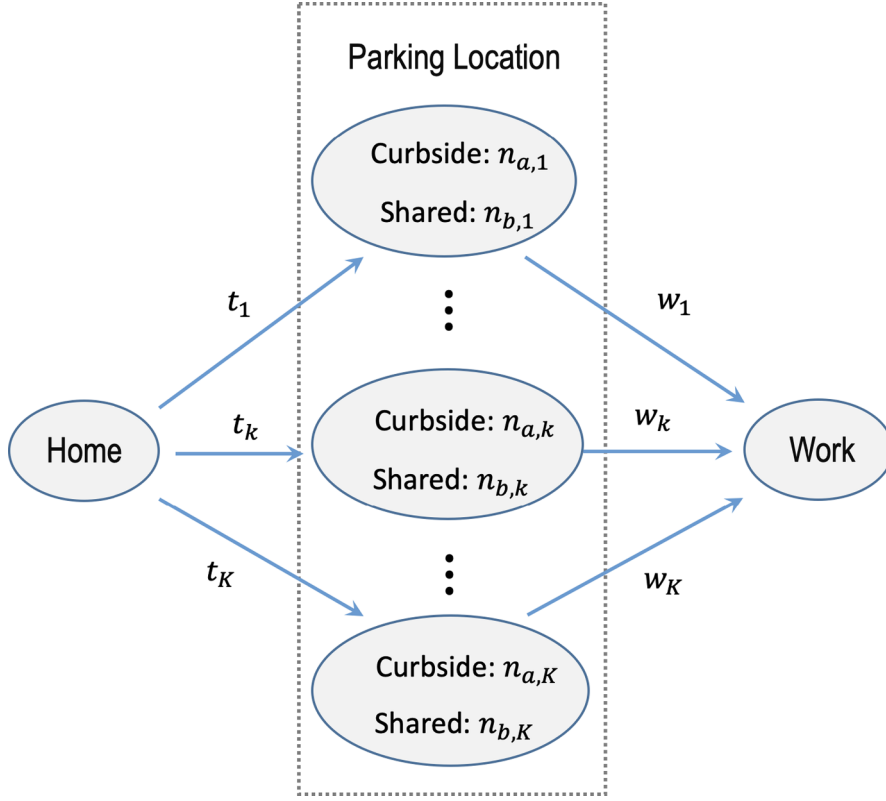 Parking Location
Curbside: n_{a,1}
Shared: n_{b,1}
t_1
w_1
Curbside: n_{a,k}
Shared: n_{b,k}
t_k
w_k
Home
Work
t_K
w_K
Curbside: n_{a,K}
Shared: n_{b,K}